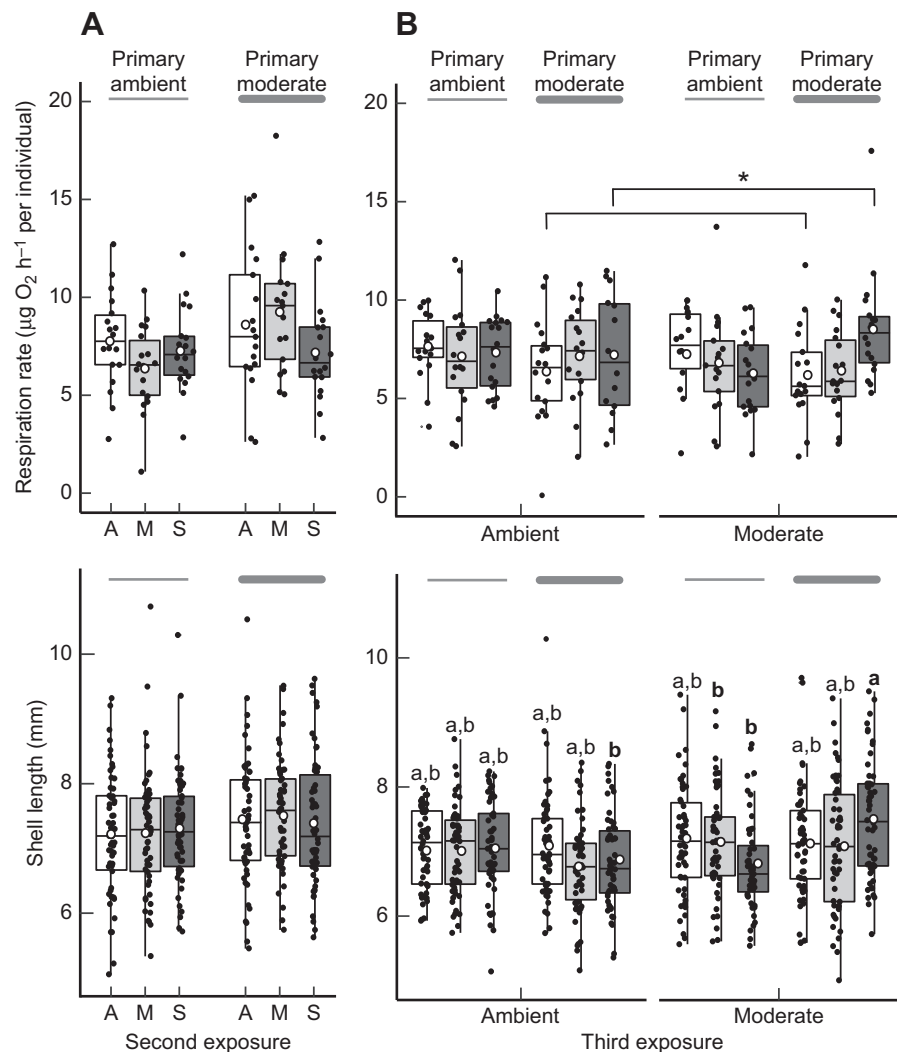 A
B
Primary ambient
Primary moderate
Primary ambient
Primary moderate
Primary ambient
Primary moderate
Respiration rate (µg O2 h–1 per individual)
20
15
10
5
0
20
15
10
5
0
*
A M S A M S
Ambient Moderate
Shell length (mm)
10
8
6
10
8
6
a,b a,b a,b a,b a,b b a,b b b a,b a,b a
A M S A M S
Ambient Moderate
Second exposure
Third exposure